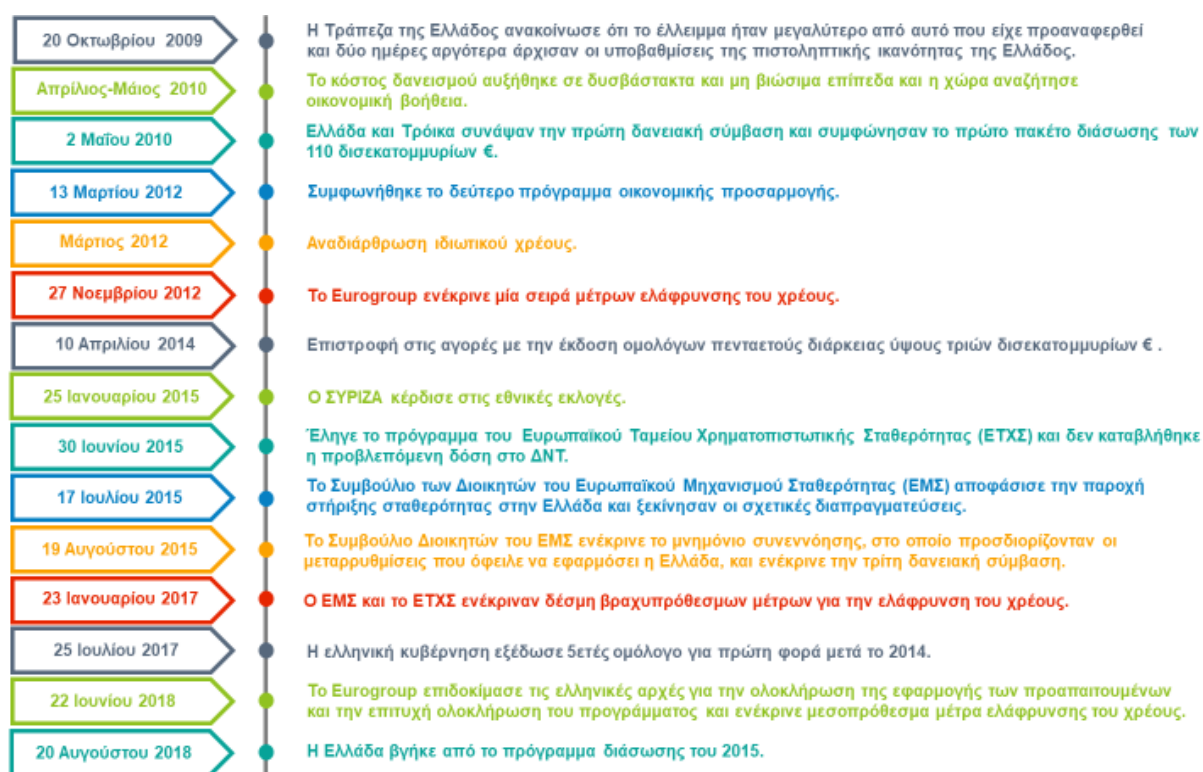 20 Οκτωβρίου 2009
Η Τράπεζα της Ελλάδος ανακοίνωσε ότι το έλλειμα ήταν μεγαλύτερο από αυτό που είχε προαναφερθεί
και δύο ημέρες αργότερα άρχισαν οι υποβαθμίσεις της πιστοληπτικής ικανότητας της Ελλάδος.
Απρίλιος-Μάιος 2010
Το κόστος δανεισμού αυξήθηκε σε δυσβάστακτα και μη βιώσιμα επίπεδα και η χώρα αναζήτησε
οικονομική βοήθεια.
2 Μαΐου 2010
Ελλάδα και Τρόικα συνάψαν την πρώτη δανειακή σύμβαση και συμφώνησαν το πρώτο πακέτο διάσωσης των
110 δισεκατομμυρίων €.
13 Μαρτίου 2012
Συμφωνήθηκε το δεύτερο πρόγραμμα οικονομικής προσαρμογής.
Μάρτιος 2012
Αναδιάρθρωση ιδιωτικού χρέους.
27 Νοεμβρίου 2012
Το Eurogroup ενέκρινε μία σειρά μέτρων ελάφρυνσης του χρέους.
10 Απριλίου 2014
Επιστροφή στις αγορές με την έκδοση ομολόγων πενταετούς διάρκειας ύψους τριών δισεκατομμυρίων € .
25 Ιανουαρίου 2015
Ο ΣΥΡΙΖΑ κέρδισε στις εθνικές εκλογές.
30 Ιουνίου 2015
Έληγε το πρόγραμμα του Ευρωπαϊκού Ταμείου Χρηματοπιστωτικής Σταθερότητας (ΕΤΧΣ) και δεν καταβλήθηκε
η προβλεπόμενη δόση στο ΔΝΤ.
17 Ιουλίου 2015
Το Συμβούλιο των Διοικητών του Ευρωπαϊκού Μηχανισμού Σταθερότητας (ΕΜΣ) αποφάσισε την παροχή
στήριξης σταθερότητας στην Ελλάδα και ξεκίνησαν οι σχετικές διαπραγματεύσεις.
19 Αυγούστου 2015
Το Συμβούλιο Διοικητών του ΕΜΣ ενέκρινε το μνημόνιο συνεννόησης, στο οποίο προσδιορίζονταν οι
μεταρρυθμίσεις που όφειλε να εφαρμόσει η Ελλάδα, και ενέκρινε την τρίτη δανειακή σύμβαση.
23 Ιανουαρίου 2017
Ο ΕΜΣ και το ΕΤΧΣ ενέκριναν δέσμη βραχυπρόθεσμων μέτρων για την ελάφρυνση του χρέους.
25 Ιουλίου 2017
Η ελληνική κυβέρνηση εξέδωσε 5ετές ομόλογο για πρώτη φορά μετά το 2014.
22 Ιουνίου 2018
Το Eurogroup επιδοκίμασε τις ελληνικές αρχές για την ολοκλήρωση της εφαρμογής των προαπαιτουμένων
και την επιτυχή ολοκλήρωση του προγράμματος και ενέκρινε μεσοπρόθεσμα μέτρα ελάφρυνσης του χρέους.
20 Αυγούστου 2018
Η Ελλάδα βγήκε από το πρόγραμμα διάσωσης του 2015.